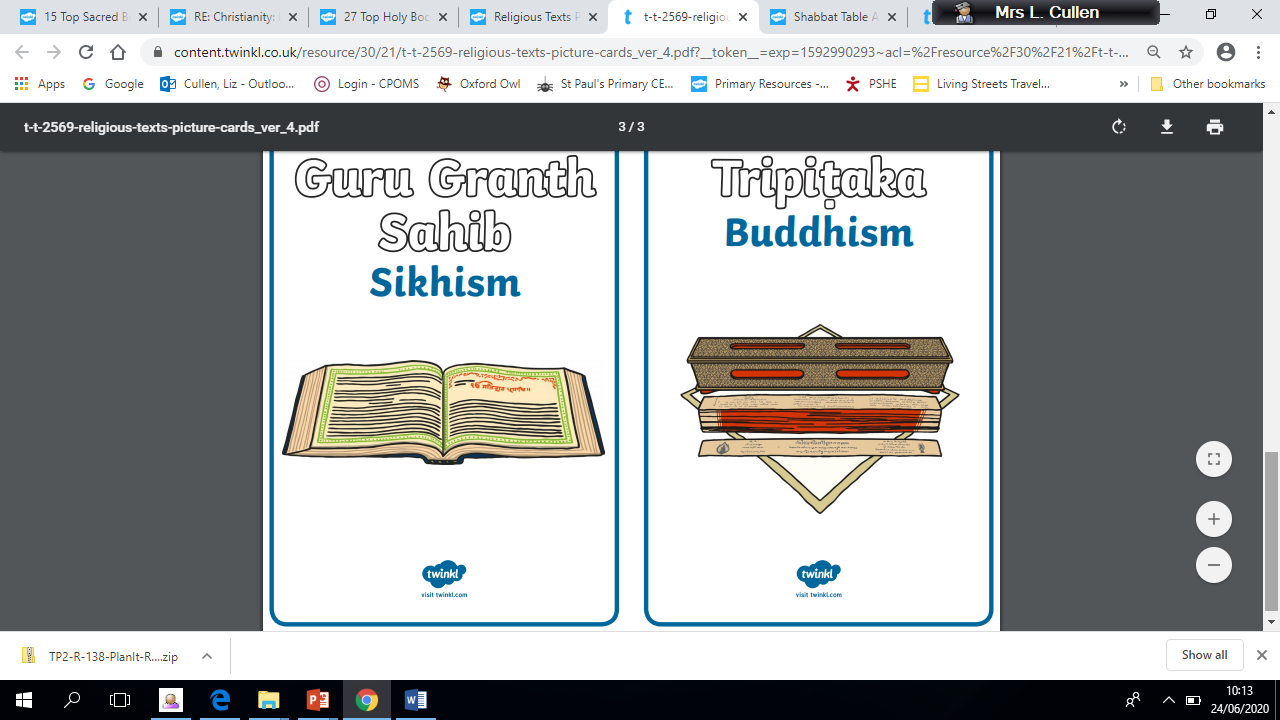 15 Top Sacred B
RE: Christianity:
27 Top Holy Boo
Religious Texts P
t-t-2569-religiou
Shabbat Table A
Mrs L. Cullen
content.twinkl.co.uk/resource/30/21/t-t-2569-religious-texts-picture-cards_ver_4.pdf?__token__=exp=1592990293~acl=%2Fresource%2F30%2F21%2Ft-t-...
Apps
Google
Cullen, Liz - Outloo...
Login - CPOMS
Oxford Owl
St Paul's Primary CE...
Primary Resources -...
PSHE
Living Streets Travel...
»
Other bookmarks
t-t-2569-religious-texts-picture-cards_ver_4.pdf
3 / 3
Guru Granth
Sahib
Sikhism
twinkl
visit twinkl.com
Tripiṭaka
Buddhism
twinkl
visit twinkl.com
TP2-R-138-PlanIt-R....zip
Show all
10:13
24/06/2020